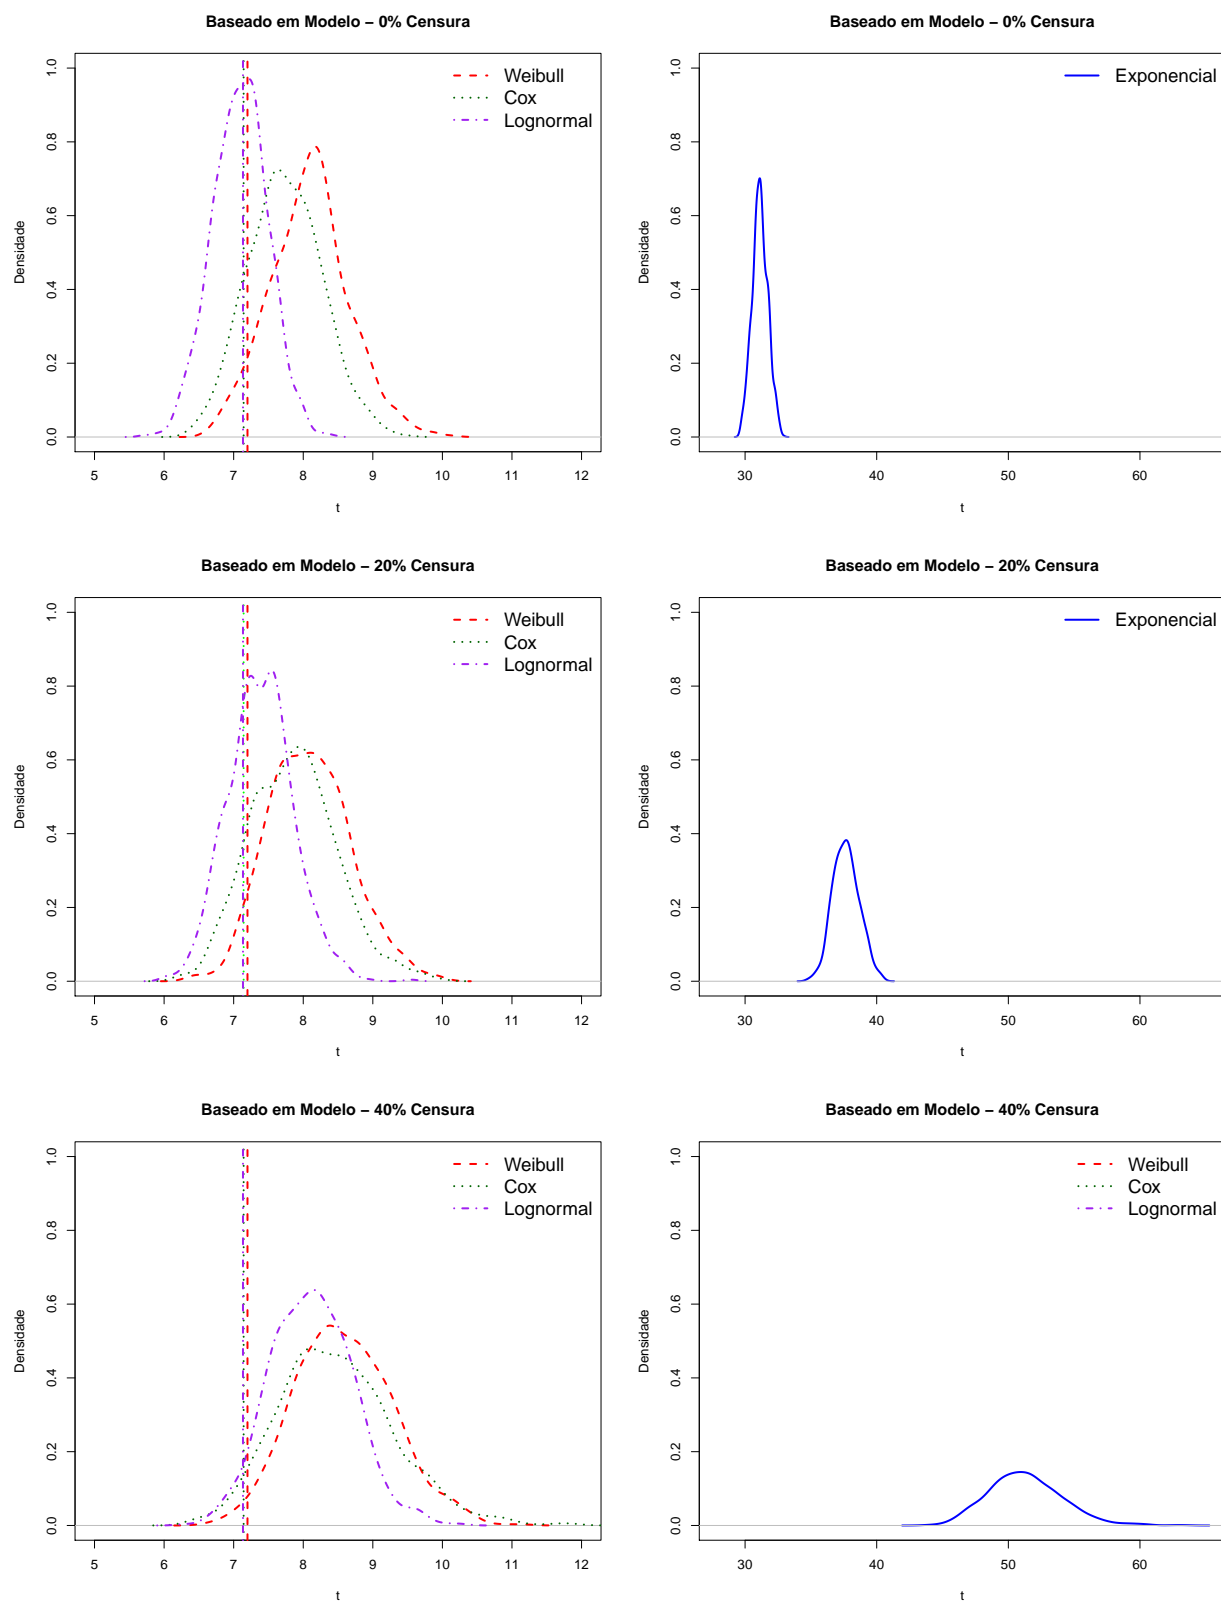 Baseado em Modelo – 0% Censura
Densidade
0.0 0.2 0.4 0.6 0.8 1.0
Weibull
Cox
Lognormal
5 6 7 8 9 10 11 12
t
Baseado em Modelo – 0% Censura
Densidade
0.0 0.2 0.4 0.6 0.8 1.0
Exponencial
30 40 50 60
t
Baseado em Modelo – 20% Censura
Densidade
0.0 0.2 0.4 0.6 0.8 1.0
Weibull
Cox
Lognormal
5 6 7 8 9 10 11 12
t
Baseado em Modelo – 20% Censura
Densidade
0.0 0.2 0.4 0.6 0.8 1.0
Exponencial
30 40 50 60
t
Baseado em Modelo – 40% Censura
Densidade
0.0 0.2 0.4 0.6 0.8 1.0
Weibull
Cox
Lognormal
5 6 7 8 9 10 11 12
t
Baseado em Modelo – 40% Censura
Densidade
0.0 0.2 0.4 0.6 0.8 1.0
Weibull
Cox
Lognormal
30 40 50 60
t